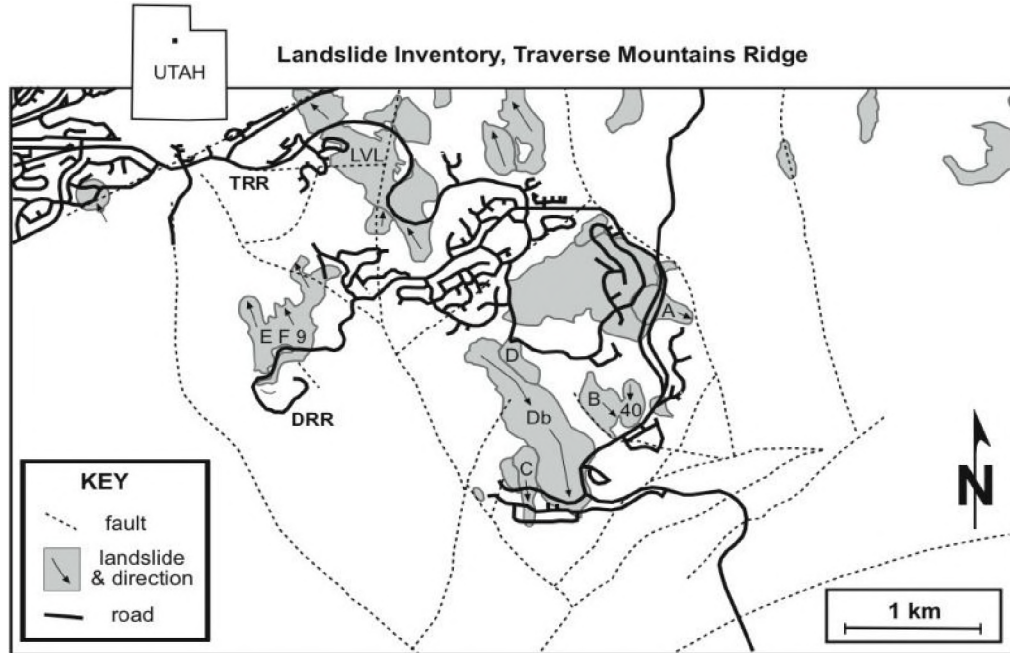 UTAH
Landslide Inventory, Traverse Mountains Ridge
LVL
TRR
A
E F 9
D
B
40
Db
DRR
C
KEY
fault
landslide
& direction
road
N
1 km